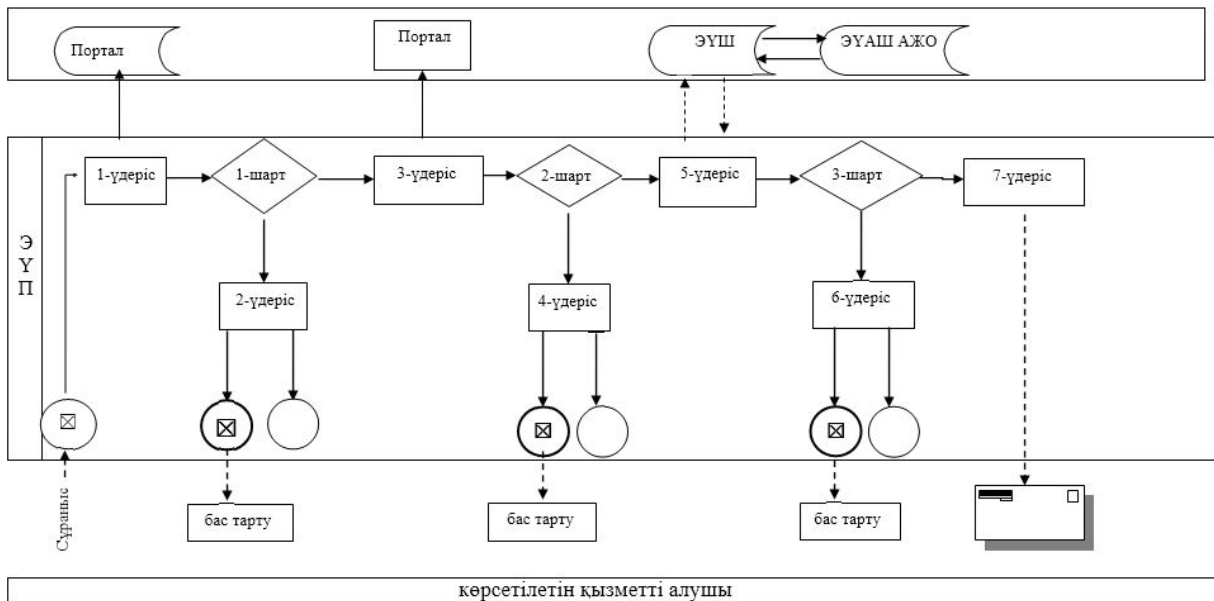 Портал
Портал
ЭҮШ
ЭҮАШ АЖО
1-үдеріс
1-шарт
3-үдеріс
2-шарт
5-үдеріс
3-шарт
7-үдеріс
Э
Ү
П
2-үдеріс
4-үдеріс
6-үдеріс
Сұраныс
бас тарту
бас тарту
бас тарту
көрсетілетін қызметті алушы